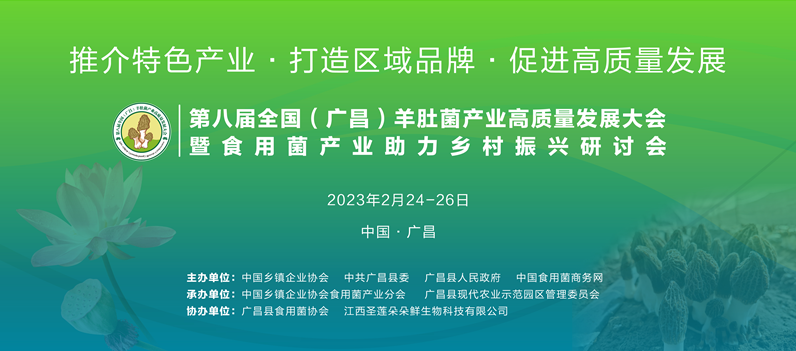 推介特色产业·打造区域品牌·促进高质量发展
第八届全国（广昌）羊肚菌产业高质量发展大会
暨食用菌产业助力乡村振兴研讨会
2023年2月24-26日
中国·广昌
主办单位：中国乡镇企业协会 中共广昌县委 广昌县人民政府 中国食用菌商务网
承办单位：中国乡镇企业协会食用菌产业分会 广昌县现代农业示范园区管理委员会
协办单位：广昌县食用菌协会 江西圣莲朵朵鲜生物科技有限公司